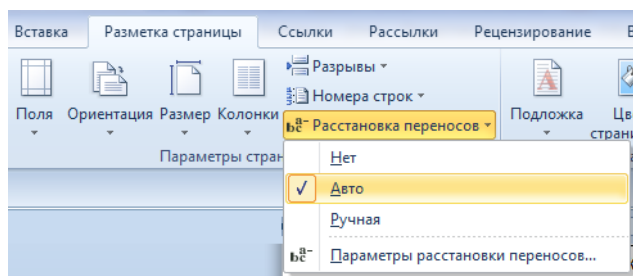 Вставка Разметка страницы Ссылки Рассылки Рецензирование
Разрывы
Номера строк
Поля Ориентация Размер Колонки Подложка
Расстановка переносов
Параметры
Нет
Авто
Ручная
Параметры расстановки переносов...